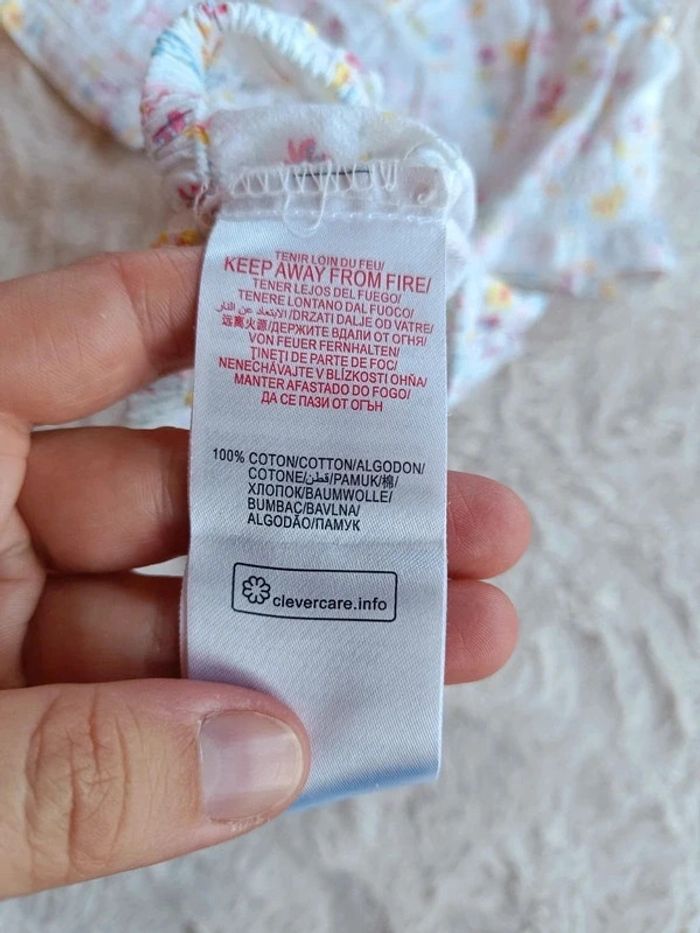 TENIR LOIN DU FEU/
KEEP AWAY FROM FIRE/
TENER LEJOS DEL FUEGO/
TENERE LONTANO DAL FUOCO/
الابتعاد عن النار/DRZATI DALJE OD VATRE/
远离火源/ДЕРЖИТЕ ВДАЛИ ОТ ОГНЯ/
VON FEUER FERNHALTEN/
ŢINEŢI DE PARTE DE FOC/
NENECHÁVAJTE V BLÍZKOSTI OHŇA/
MANTER AFASTADO DO FOGO/
ДА СЕ ПАЗИ ОТ ОГЪН
100% COTON/COTTON/ALGODON/
COTONE/قطن/PAMUK/棉/
ХЛОПОК/BAUMWOLLE/
BUMBAC/BAVLNA/
ALGODÃO/ПАМУК
clevercare.info